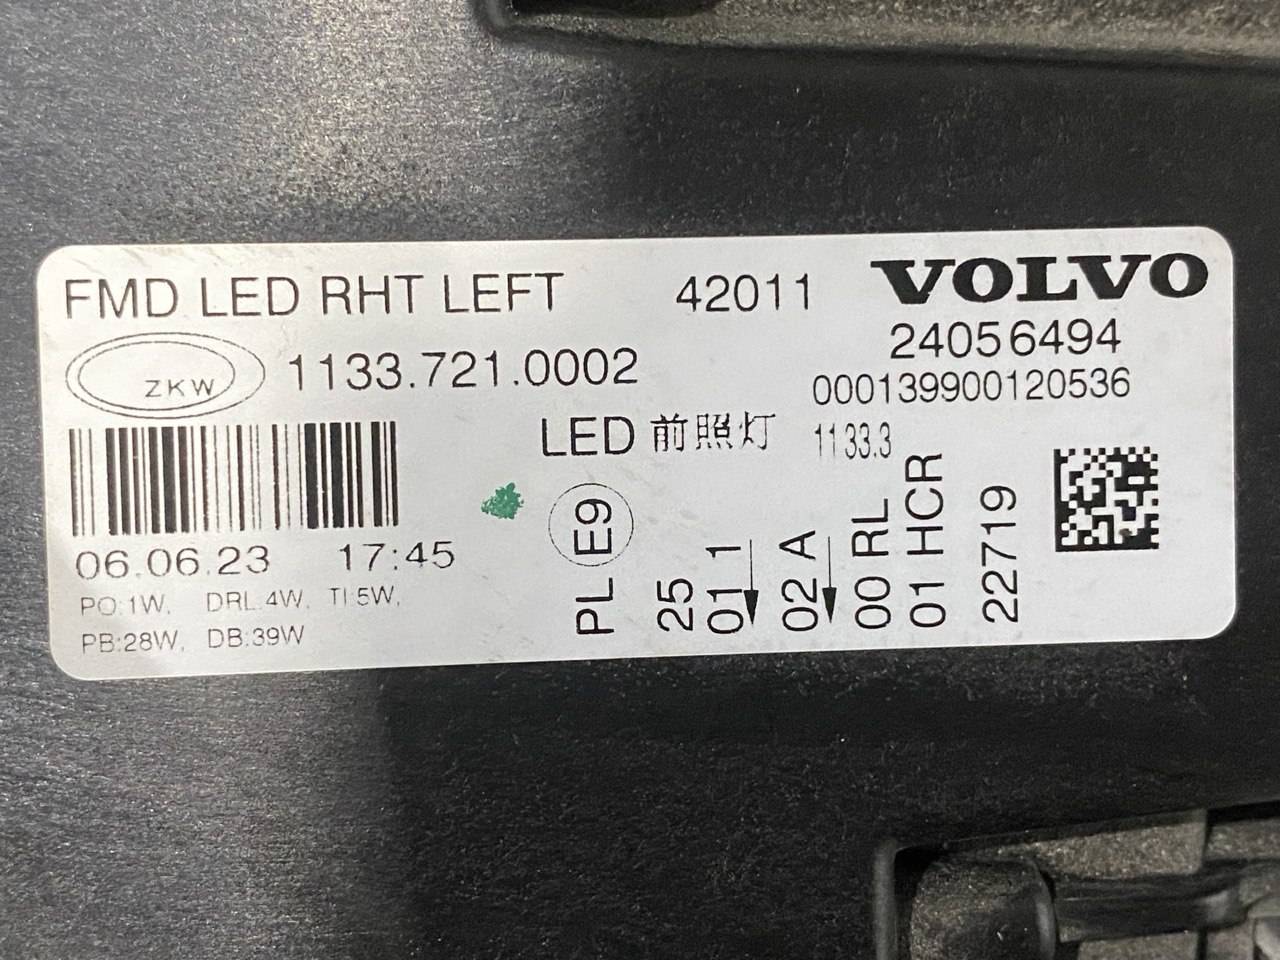 FMD LED RHT LEFT 42011 VOLVO
24056494
ZKW 1133.721.0002
000139900120536
LED 前照灯 1133.3
06.06.23 17:45
PO:1W, DRL:4W, TI:5W,
PB:28W, DB:39W
PL E9
25
01 1
02 A
00 RL
01 HCR
22719